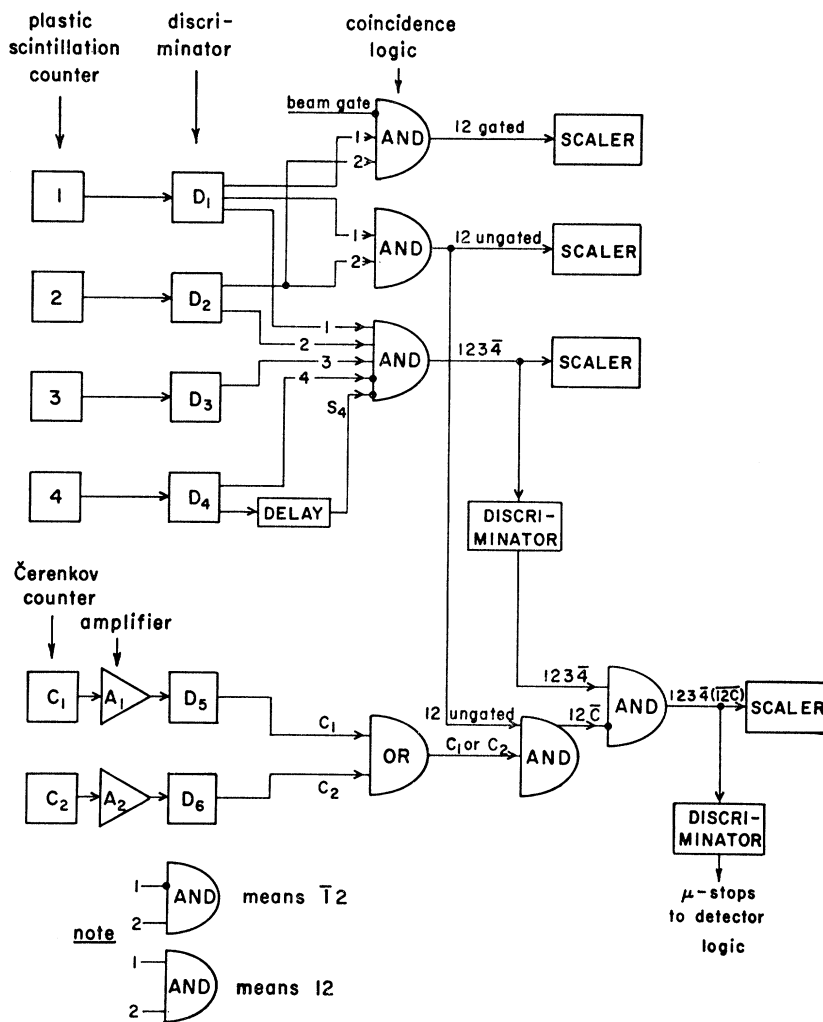 plastic
scintillation
counter
discri-
minator
coincidence
logic
beam gate
1
2
AND
12 gated
SCALER
1
D₁
1
2
AND
12 ungated
SCALER
2
D₂
1
2
3
4
S₄
AND
1234̅
SCALER
3
D₃
4
D₄
DELAY
DISCRI-
MINATOR
Čerenkov
counter
amplifier
C₁
A₁
D₅
C₁
C₂
A₂
D₆
C₂
OR
12 ungated
C₁ or C₂
AND
12C̅
1234̅
AND
1234̅(1̅2̅C̅)
SCALER
DISCRI-
MINATOR
μ-stops
to detector
logic
note
1
2
AND
means 1̅2
1
2
AND
means 12